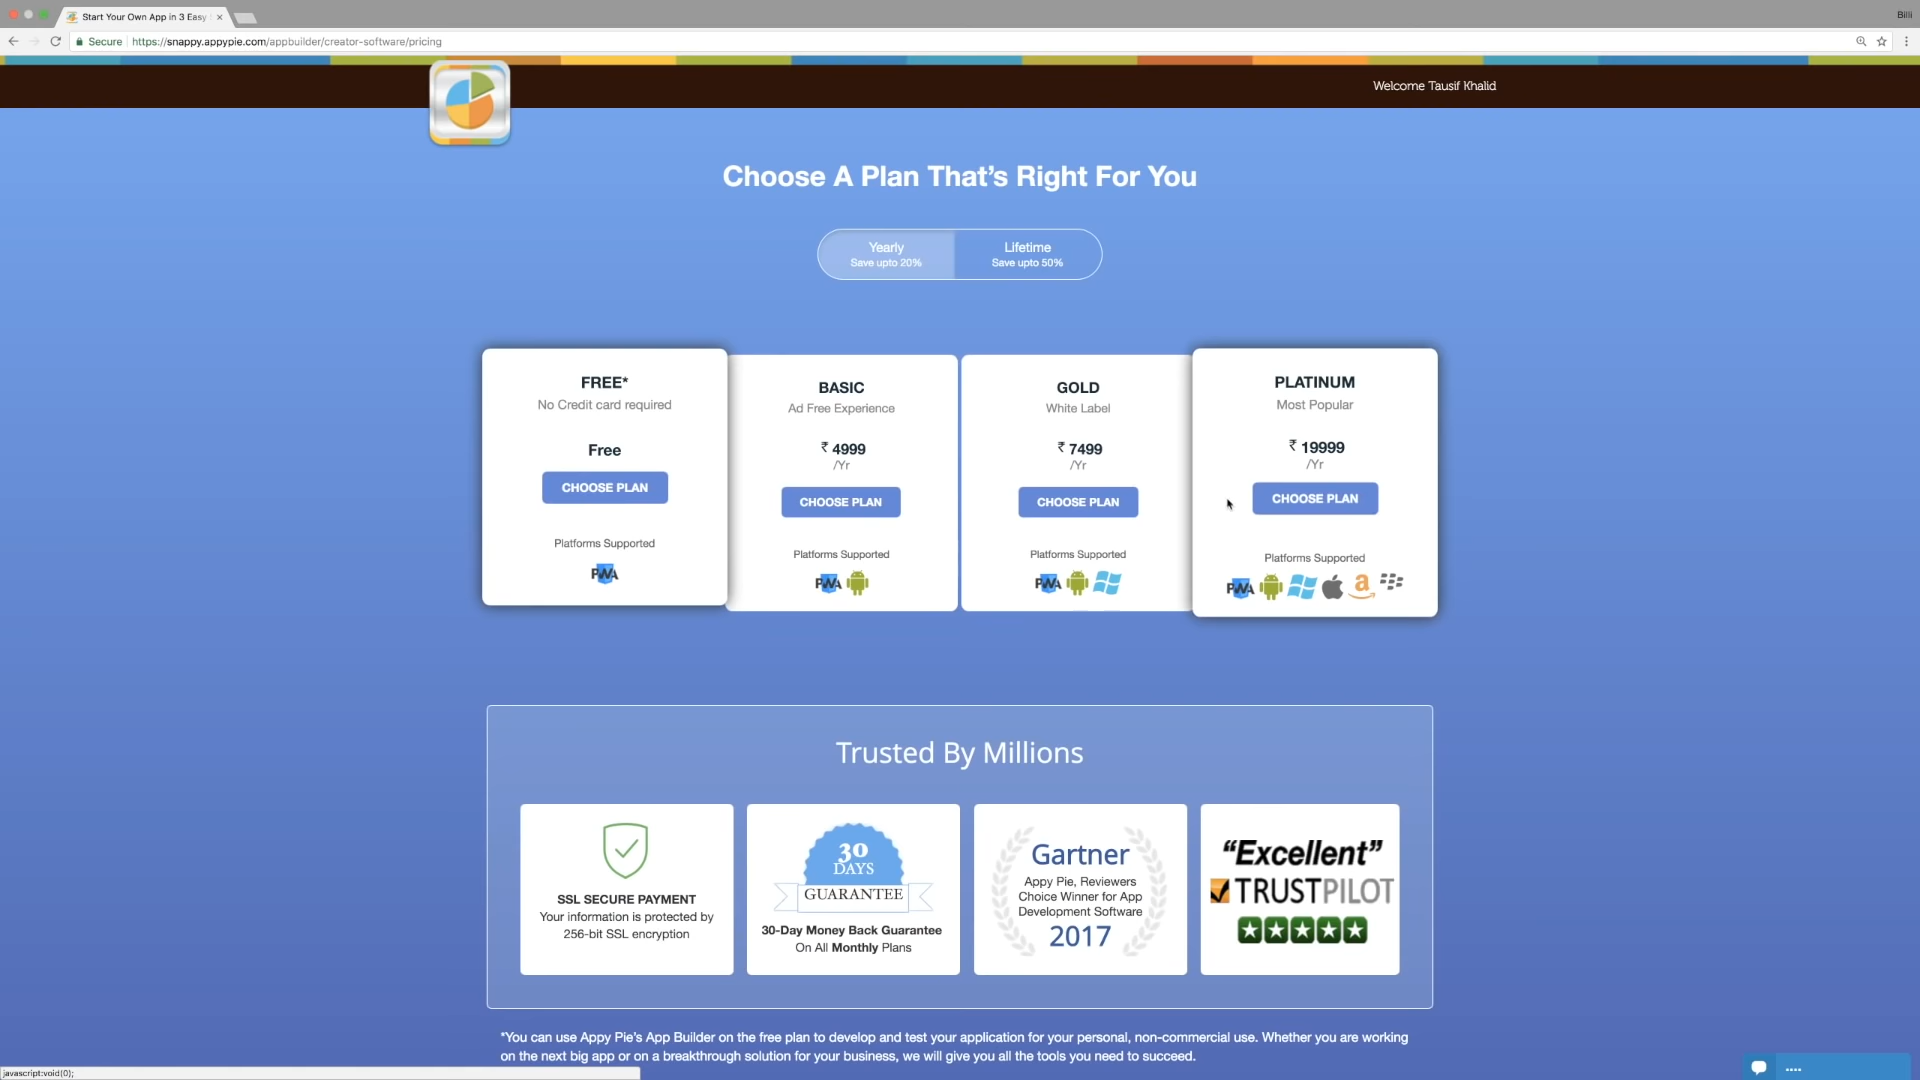 Start Your Own App in 3 Easy
Billi
Secure https://snappy.appypie.com/appbuilder/creator-software/pricing
Welcome Tausif Khalid
Choose A Plan That's Right For You
Yearly
Save upto 20%
Lifetime
Save upto 50%
FREE*
No Credit card required
Free
CHOOSE PLAN
Platforms Supported
PWA
BASIC
Ad Free Experience
₹ 4999
/Yr
CHOOSE PLAN
Platforms Supported
PWA
GOLD
White Label
₹ 7499
/Yr
CHOOSE PLAN
Platforms Supported
PWA
PLATINUM
Most Popular
₹ 19999
/Yr
CHOOSE PLAN
Platforms Supported
PWA
a
Trusted By Millions
SSL SECURE PAYMENT
Your information is protected by
256-bit SSL encryption
30
DAYS
GUARANTEE
30-Day Money Back Guarantee
On All Monthly Plans
Gartner
Appy Pie, Reviewers
Choice Winner for App
Development Software
2017
“Excellent”
TRUSTPILOT
*You can use Appy Pie's App Builder on the free plan to develop and test your application for your personal, non-commercial use. Whether you are working
on the next big app or on a breakthrough solution for your business, we will give you all the tools you need to succeed.
javascript:void(0);
....